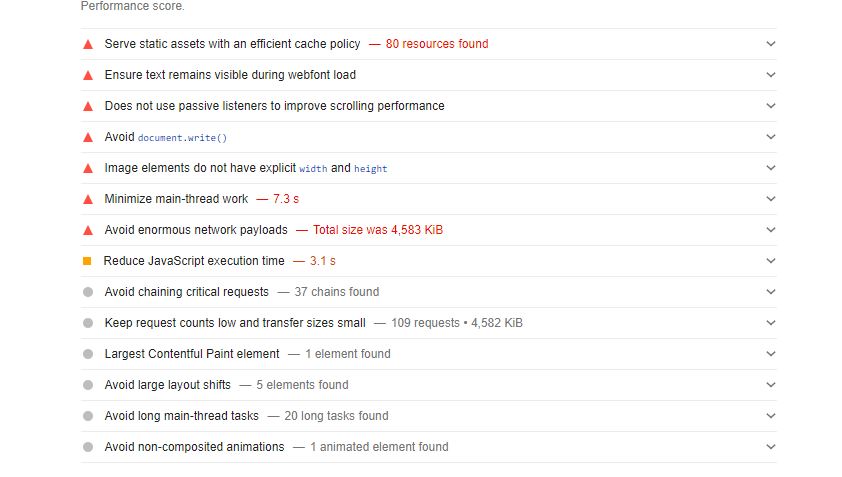 Performance score.
Serve static assets with an efficient cache policy — 80 resources found
Ensure text remains visible during webfont load
Does not use passive listeners to improve scrolling performance
Avoid document.write()
Image elements do not have explicit width and height
Minimize main-thread work — 7.3 s
Avoid enormous network payloads — Total size was 4,583 KiB
Reduce JavaScript execution time — 3.1 s
Avoid chaining critical requests — 37 chains found
Keep request counts low and transfer sizes small — 109 requests • 4,582 KiB
Largest Contentful Paint element — 1 element found
Avoid large layout shifts — 5 elements found
Avoid long main-thread tasks — 20 long tasks found
Avoid non-composited animations — 1 animated element found